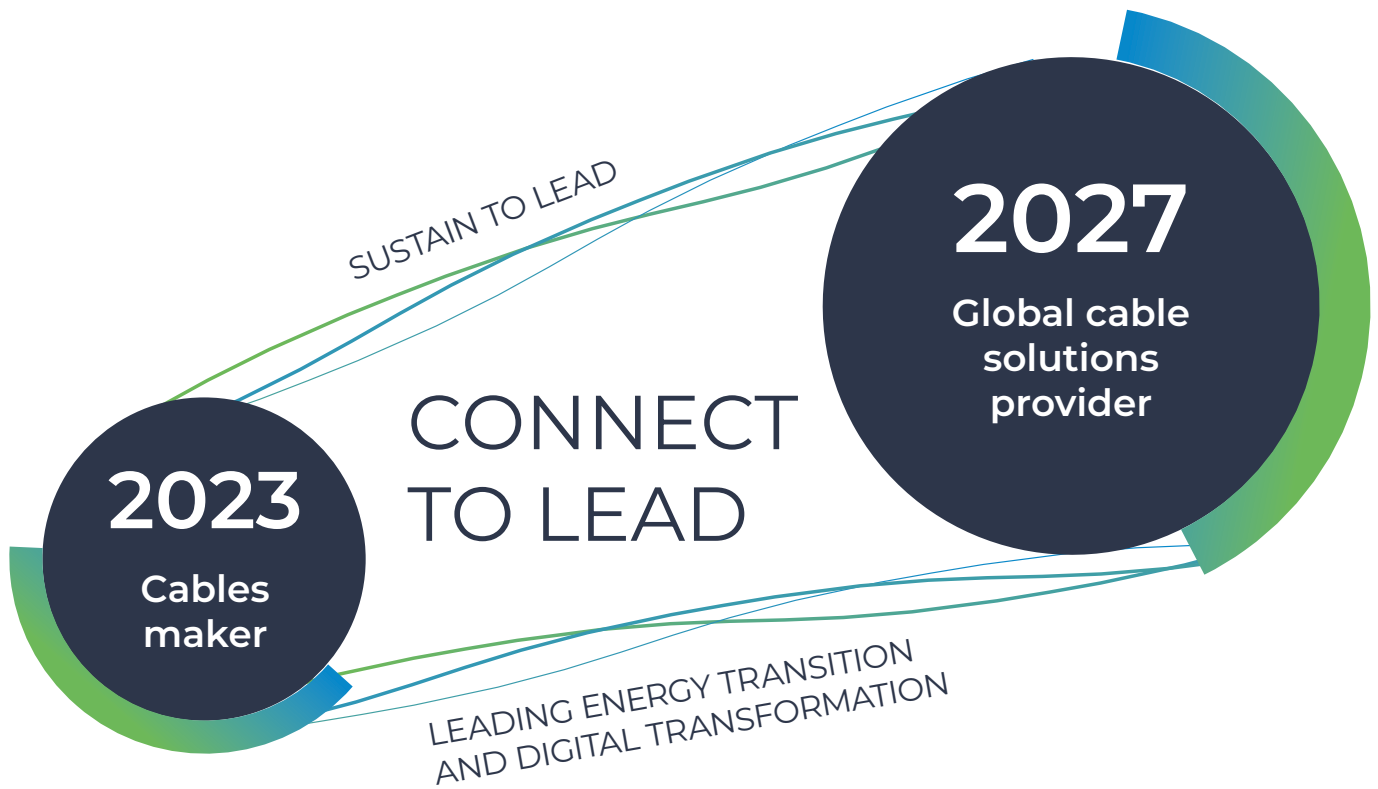 SUSTAIN TO LEAD
2023
Cables
maker
CONNECT
TO LEAD
2027
Global cable
solutions
provider
LEADING ENERGY TRANSITION
AND DIGITAL TRANSFORMATION